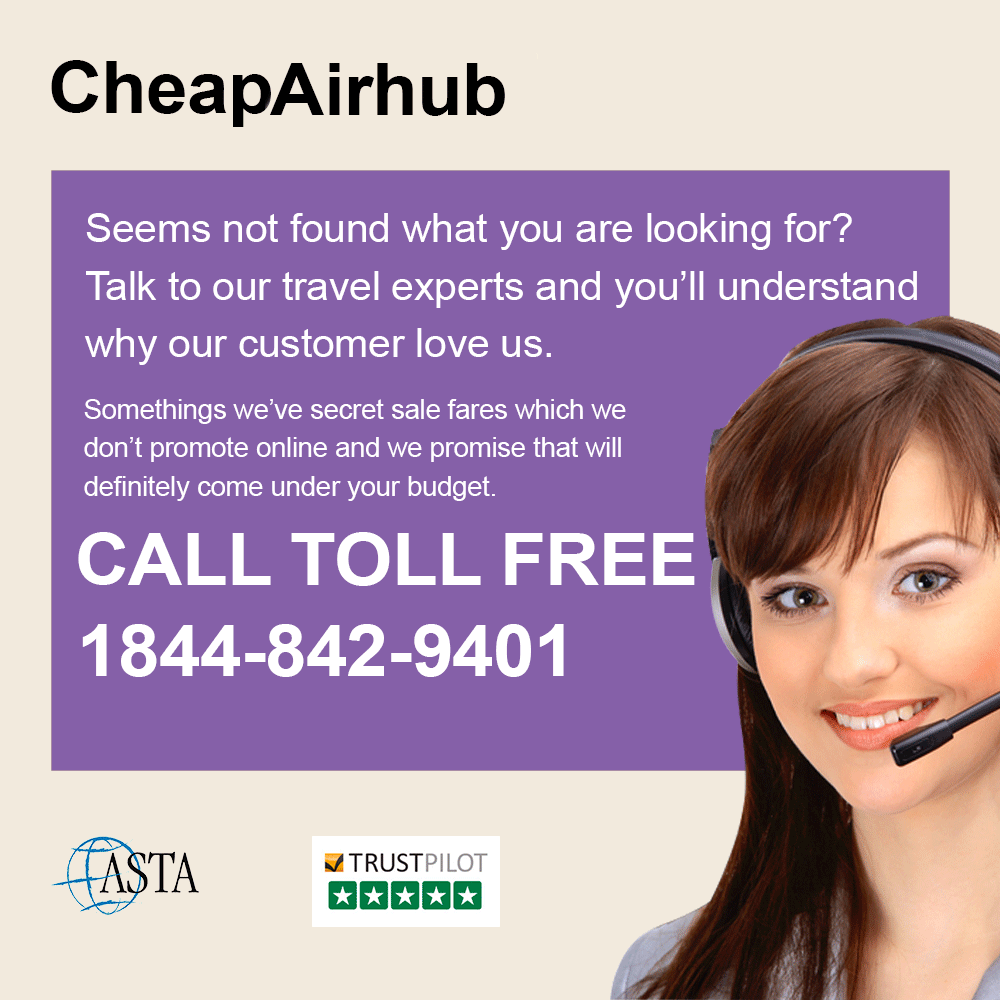 CheapAirhub
Seems not found what you are looking for?
Talk to our travel experts and you’ll understand
why our customer love us.
Somethings we’ve secret sale fares which we
don’t promote online and we promise that will
definitely come under your budget.
CALL TOLL FREE
1844-842-9401
ASTA
TRUSTPILOT